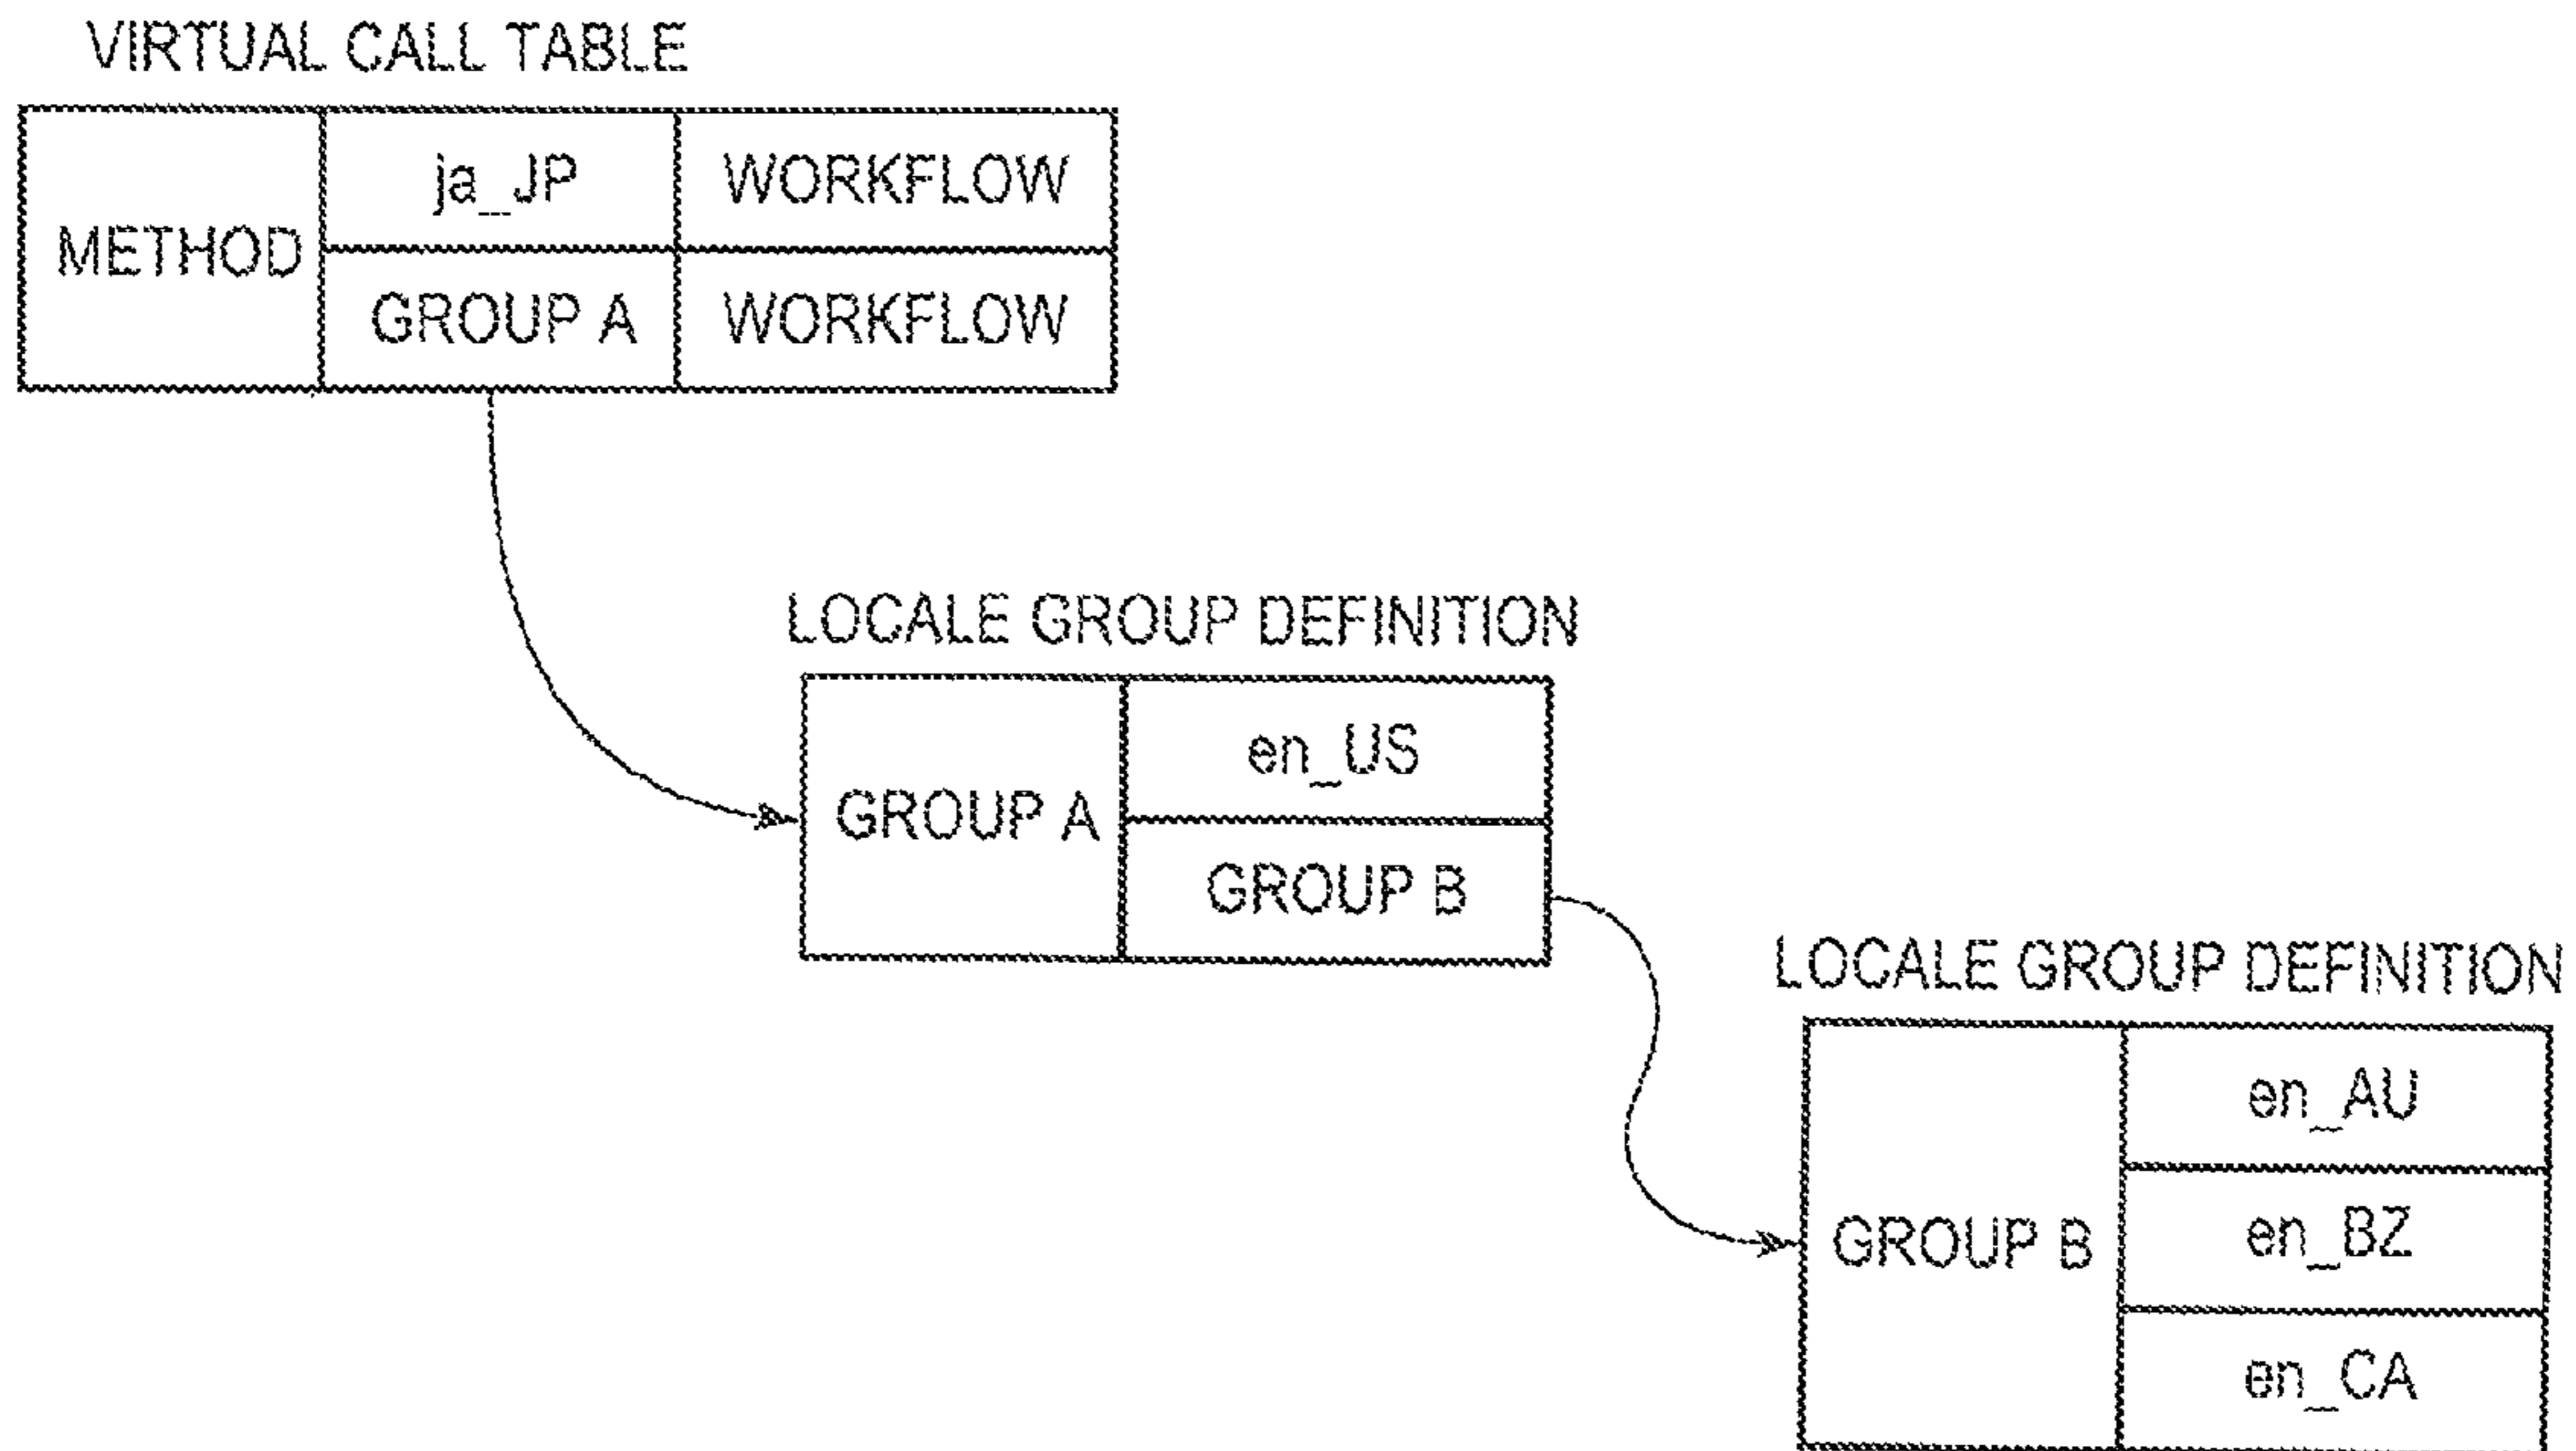 VIRTUAL CALL TABLE
ja_JP WORKFLOW
METHOD
GROUP A WORKFLOW
LOCALE GROUP DEFINITION
en_US
GROUP A
GROUP B
LOCALE GROUP DEFINITION
en_AU
GROUP B en_BZ
en_CA